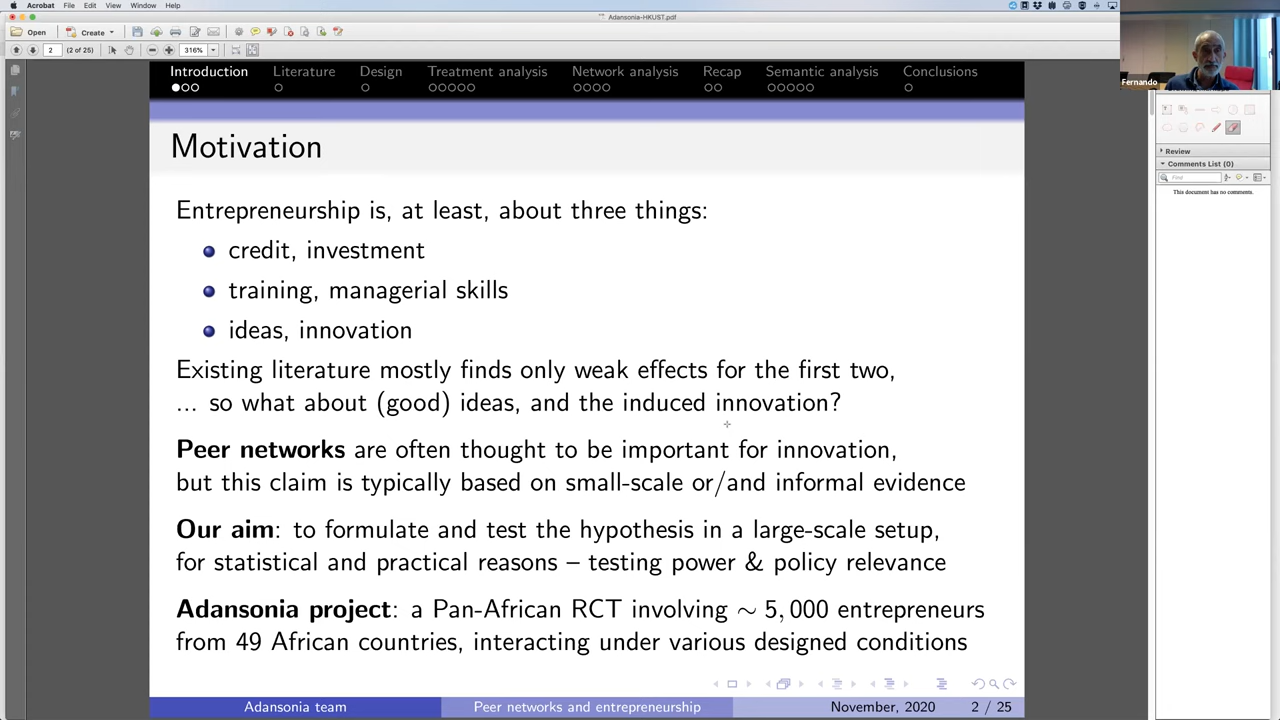 Acrobat File Edit View Window Help
Adansonia-HKUST.pdf
Open Create
2 (2 of 25) 316%
Fernando
Introduction Literature Design Treatment analysis Network analysis Recap Semantic analysis Conclusions
Motivation
Entrepreneurship is, at least, about three things:
credit, investment
training, managerial skills
ideas, innovation
Existing literature mostly finds only weak effects for the first two,
... so what about (good) ideas, and the induced innovation?
Peer networks are often thought to be important for innovation,
but this claim is typically based on small-scale or/and informal evidence
Our aim: to formulate and test the hypothesis in a large-scale setup,
for statistical and practical reasons – testing power & policy relevance
Adansonia project: a Pan-African RCT involving ∼ 5,000 entrepreneurs
from 49 African countries, interacting under various designed conditions
Adansonia team Peer networks and entrepreneurship November, 2020 2 / 25
Review
Comments List (0)
Find
This document has no comments.